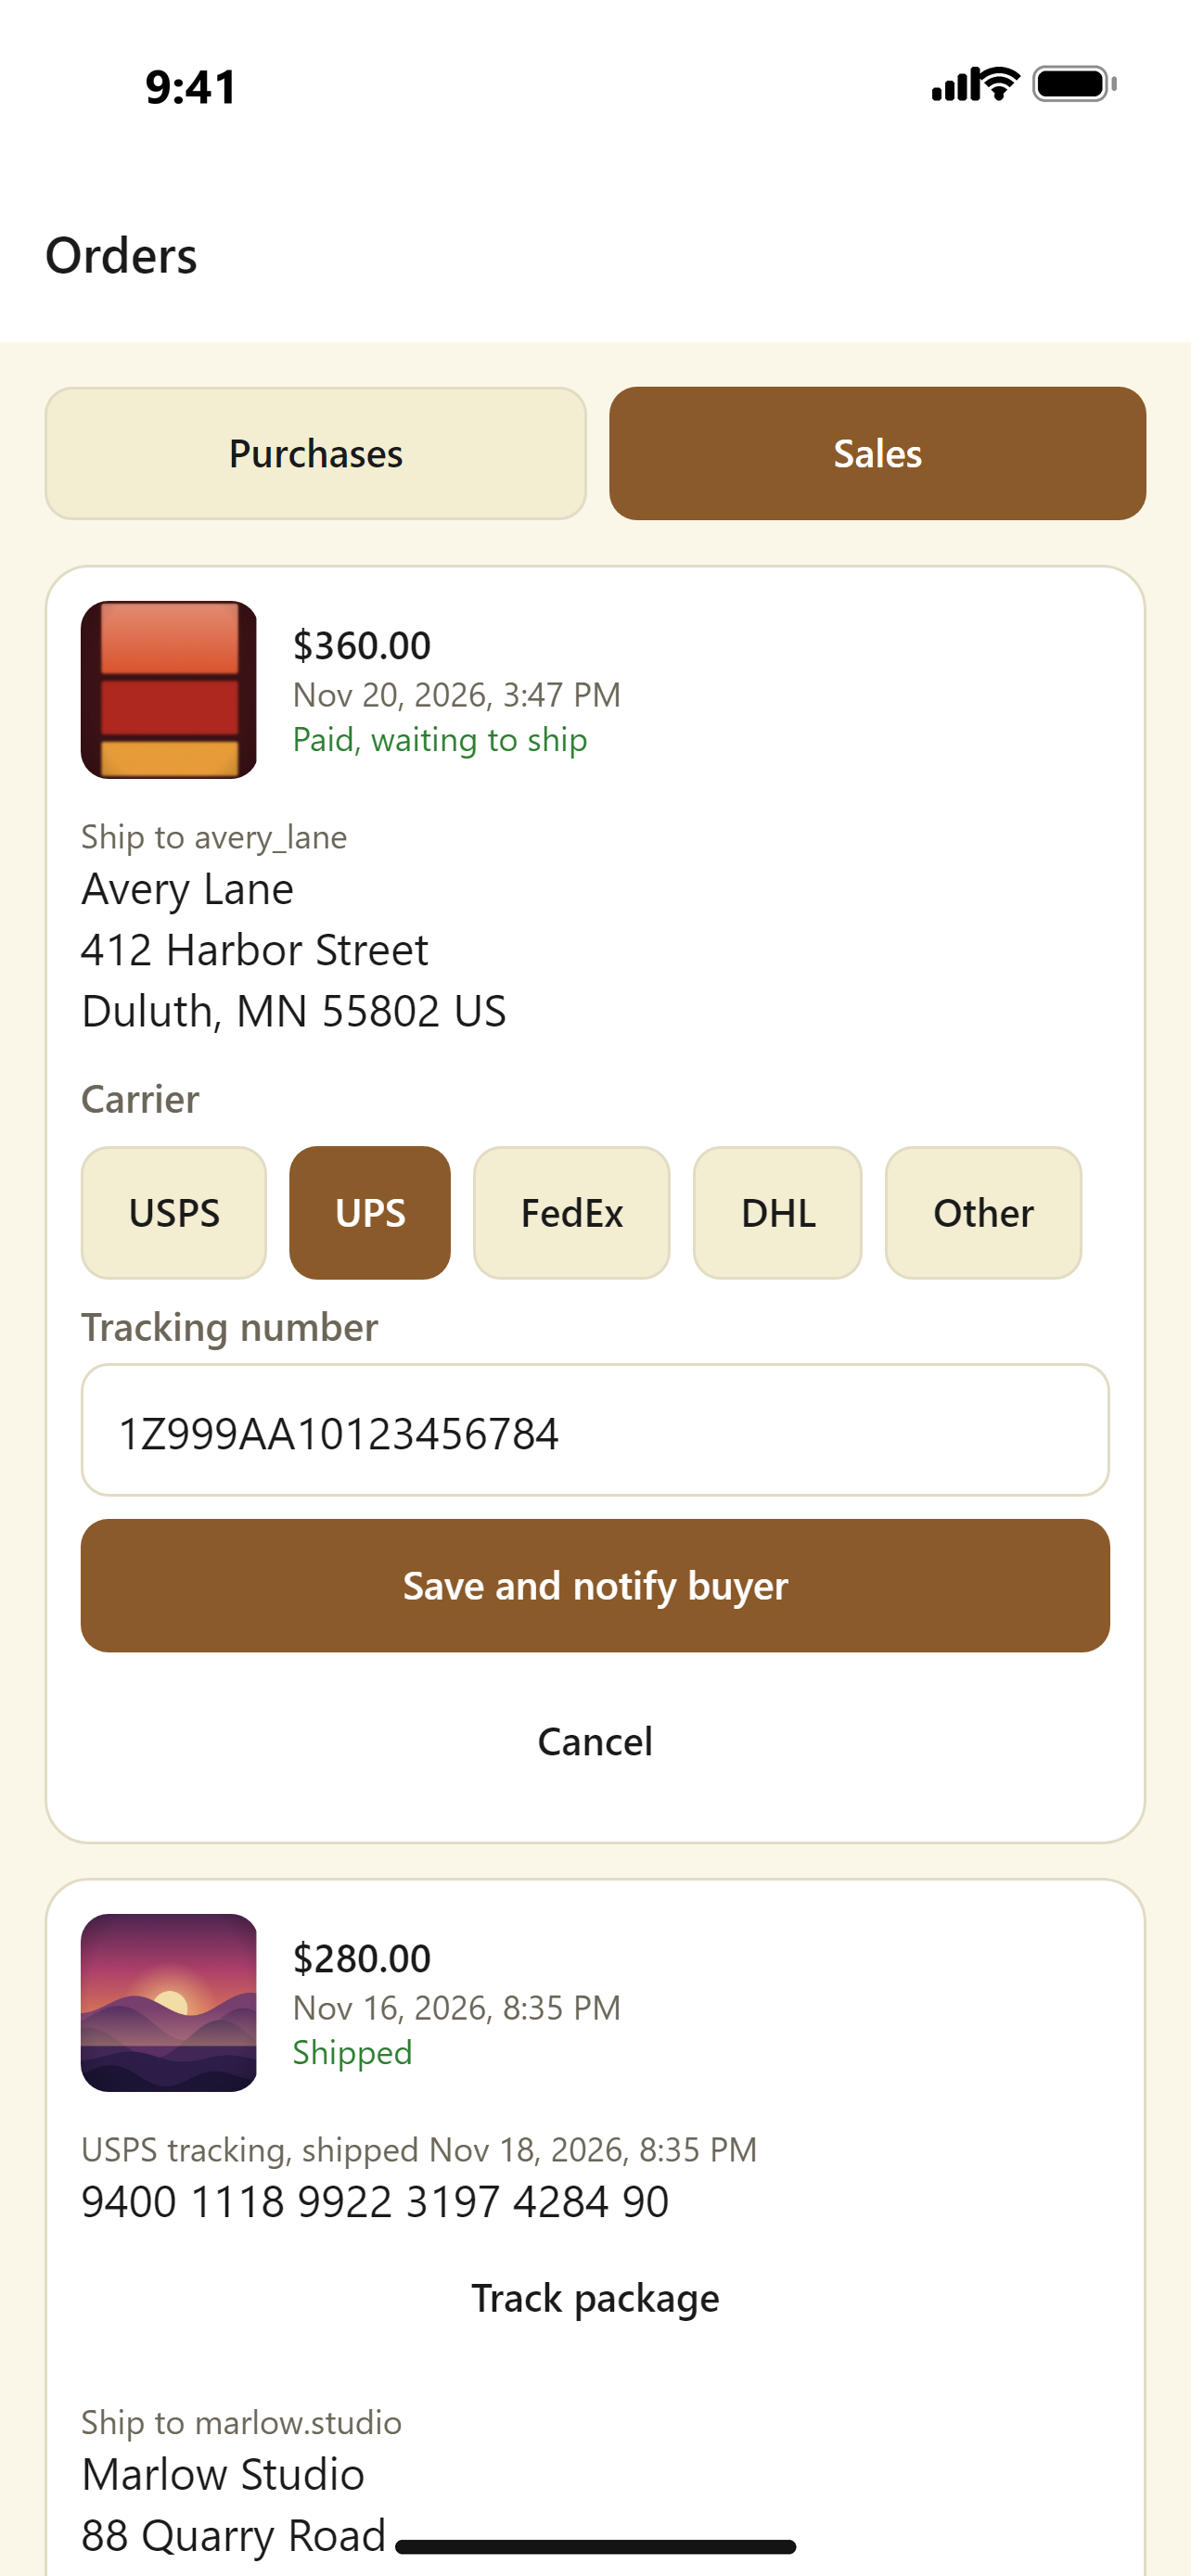 9:41
Orders
Purchases
Sales
$360.00
Nov 20, 2026, 3:47 PM
Paid, waiting to ship
Ship to avery_lane
Avery Lane
412 Harbor Street
Duluth, MN 55802 US
Carrier
USPS
UPS
FedEx
DHL
Other
Tracking number
1Z999AA10123456784
Save and notify buyer
Cancel
$280.00
Nov 16, 2026, 8:35 PM
Shipped
USPS tracking, shipped Nov 18, 2026, 8:35 PM
9400 1118 9922 3197 4284 90
Track package
Ship to marlow.studio
Marlow Studio
88 Quarry Road